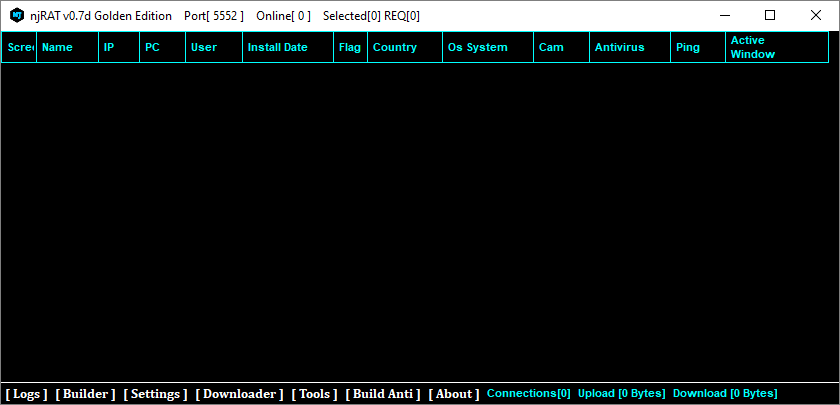 njRAT v0.7d Golden Edition Port[ 5552 ] Online[ 0 ] Selected[0] REQ[0]
Scree Name IP PC User Install Date Flag Country Os System Cam Antivirus Ping Active Window
[ Logs ] [ Builder ] [ Settings ] [ Downloader ] [ Tools ] [ Build Anti ] [ About ] Connections[0] Upload [0 Bytes] Download [0 Bytes]